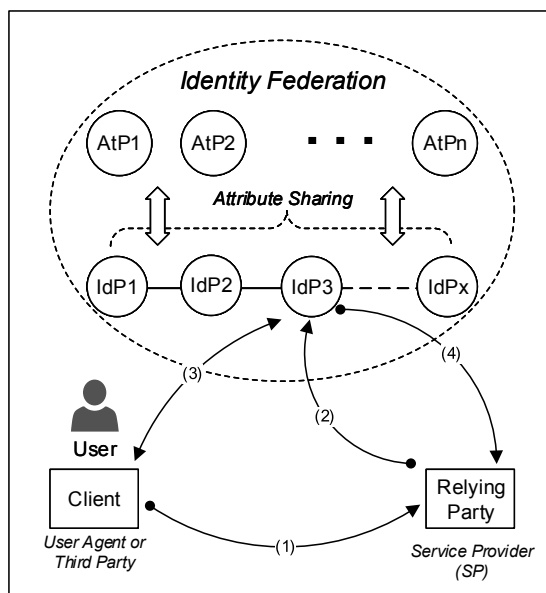 Identity Federation
AtP1 AtP2 AtPn
Attribute Sharing
IdP1 IdP2 IdP3 IdPx
(3)
(4)
(2)
User
Client
Relying
Party
(1)
User Agent or
Third Party
Service Provider
(SP)